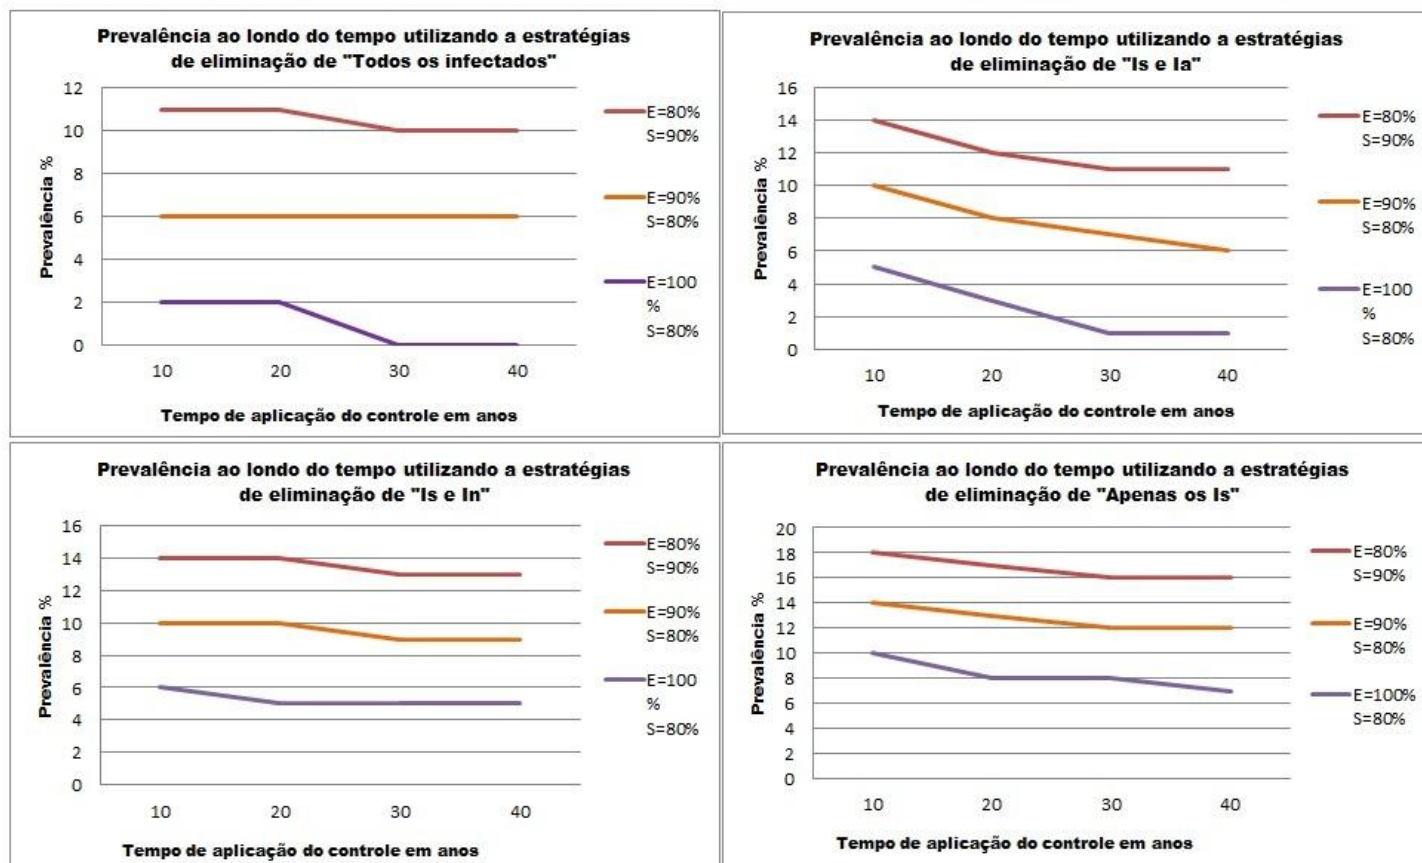 Prevalência ao londo do tempo utilizando a estratégias
de eliminação de "Todos os infectados"
12
10
8
6
4
2
0
Prevalência %
10 20 30 40
Tempo de aplicação do controle em anos
E=80%
S=90%
E=90%
S=80%
E=100
%
S=80%
Prevalência ao londo do tempo utilizando a estratégias
de eliminação de "Is e Ia"
16
14
12
10
8
6
4
2
0
Prevalência %
10 20 30 40
Tempo de aplicação do controle em anos
E=80%
S=90%
E=90%
S=80%
E=100
%
S=80%
Prevalência ao londo do tempo utilizando a estratégias
de eliminação de "Is e In"
16
14
12
10
8
6
4
2
0
Prevalência %
10 20 30 40
Tempo de aplicação do controle em anos
E=80%
S=90%
E=90%
S=80%
E=100
%
S=80%
Prevalência ao londo do tempo utilizando a estratégias
de eliminação de "Apenas os Is"
20
18
16
14
12
10
8
6
4
2
0
Prevalência %
10 20 30 40
Tempo de aplicação do controle em anos
E=80%
S=90%
E=90%
S=80%
E=100%
S=80%